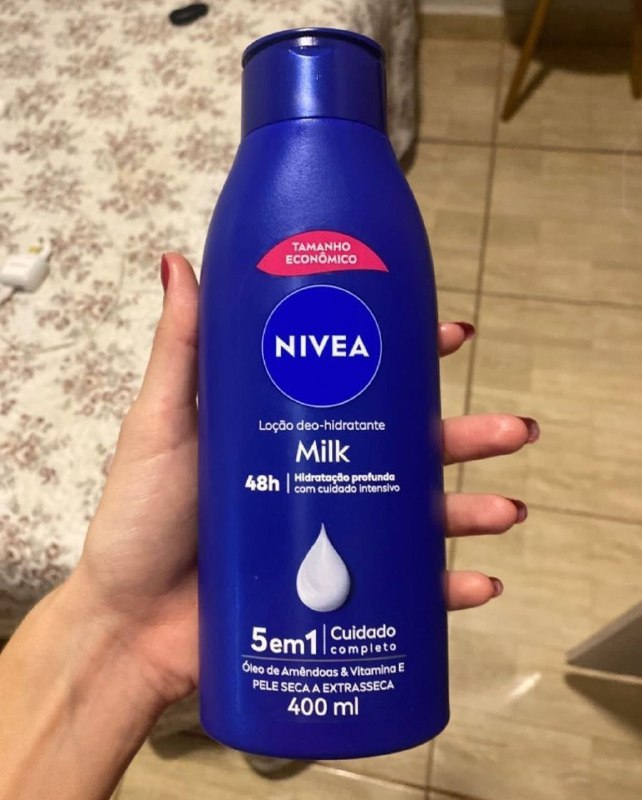 TAMANHO
ECONÔMICO
NIVEA
Loção deo-hidratante
Milk
48h | Hidratação profunda
com cuidado intensivo
5em1 | Cuidado
completo
Óleo de Amêndoas & Vitamina E
PELE SECA A EXTRASSECA
400 ml